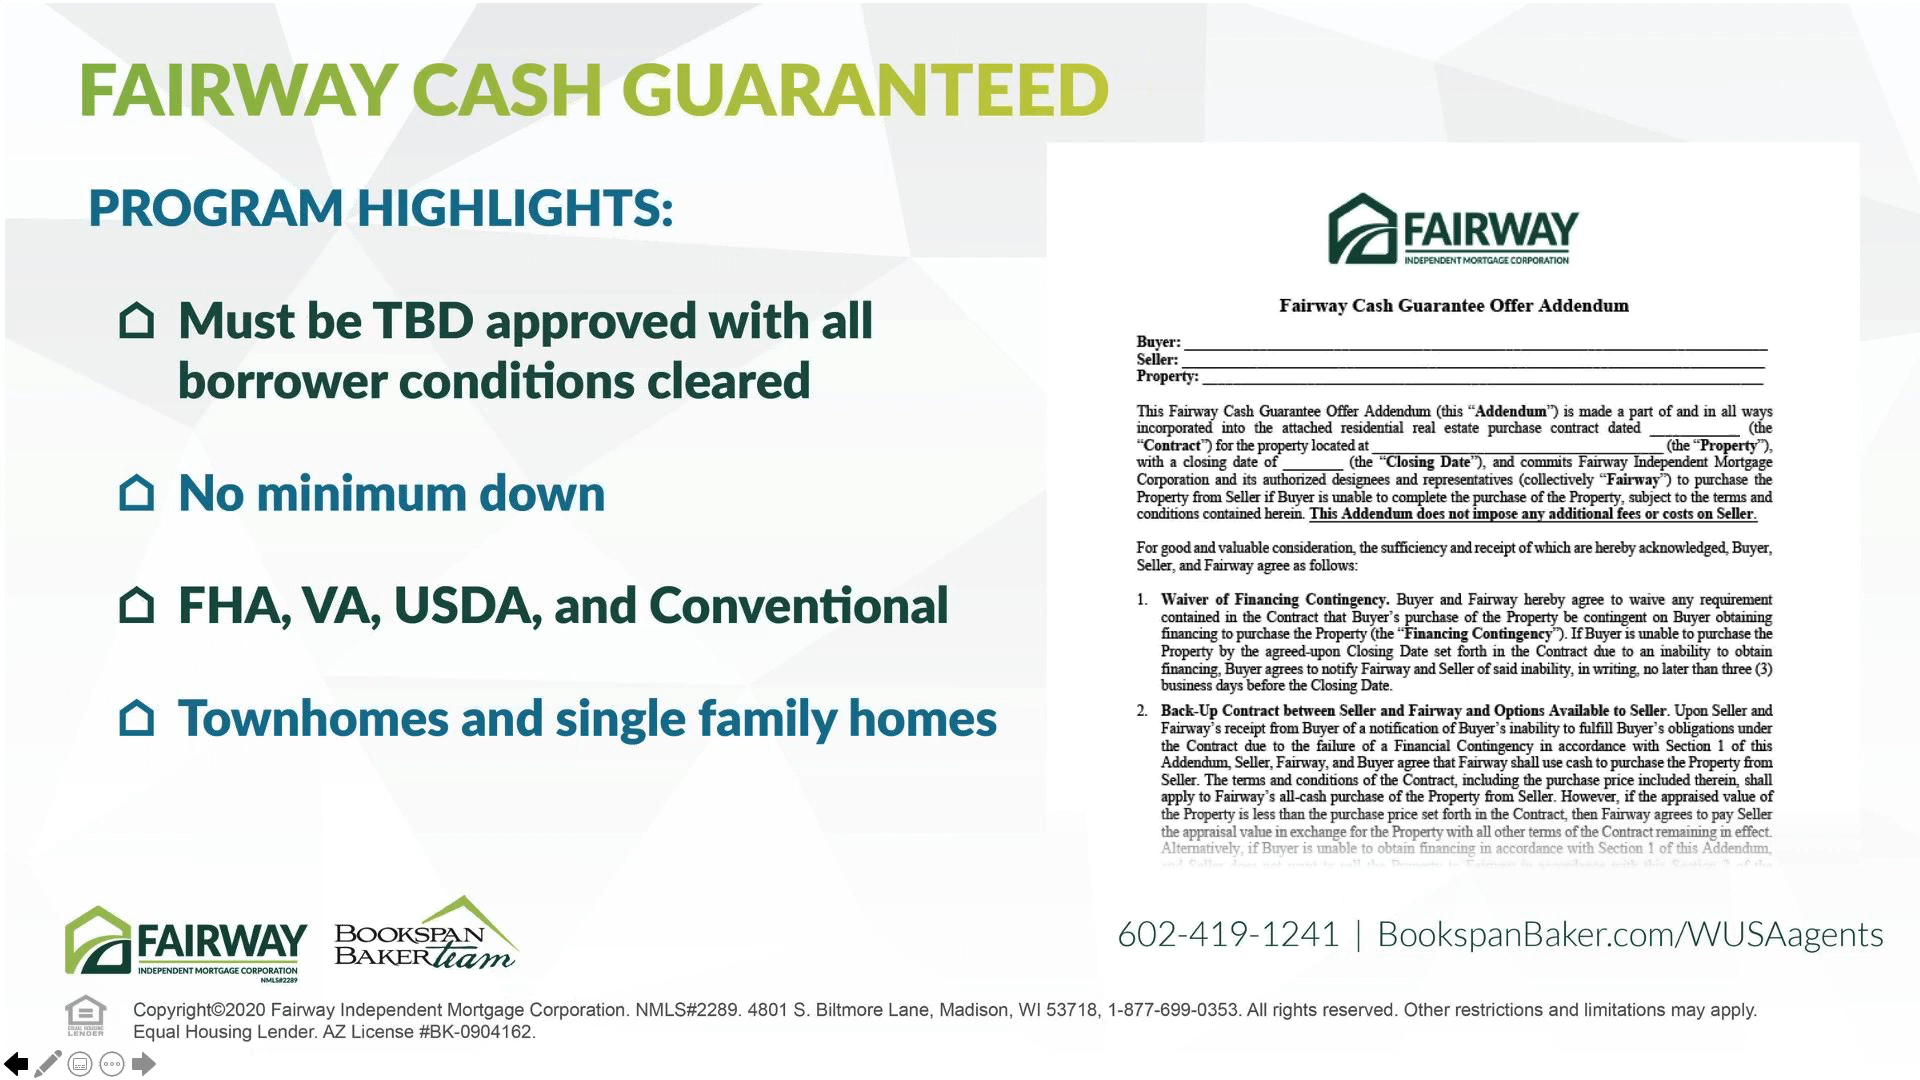 FAIRWAY CASH GUARANTEED
PROGRAM HIGHLIGHTS:
Must be TBD approved with all
borrower conditions cleared
No minimum down
FHA, VA, USDA, and Conventional
Townhomes and single family homes
FAIRWAY
INDEPENDENT MORTGAGE CORPORATION
Fairway Cash Guarantee Offer Addendum
Buyer:
Seller:
Property:
This Fairway Cash Guarantee Offer Addendum (this “Addendum”) is made a part of and in all ways
incorporated into the attached residential real estate purchase contract dated __________ (the
“Contract”) for the property located at __________ (the “Property”),
with a closing date of ________ (the “Closing Date”), and commits Fairway Independent Mortgage
Corporation and its authorized designees and representatives (collectively “Fairway”) to purchase the
Property from Seller if Buyer is unable to complete the purchase of the Property, subject to the terms and
conditions contained herein. This Addendum does not impose any additional fees or costs on Seller.
For good and valuable consideration, the sufficiency and receipt of which are hereby acknowledged, Buyer,
Seller, and Fairway agree as follows:
1. Waiver of Financing Contingency. Buyer and Fairway hereby agree to waive any requirement
contained in the Contract that Buyer’s purchase of the Property be contingent on Buyer obtaining
financing to purchase the Property (the “Financing Contingency”). If Buyer is unable to purchase the
Property by the agreed-upon Closing Date set forth in the Contract due to an inability to obtain
financing, Buyer agrees to notify Fairway and Seller of said inability, in writing, no later than three (3)
business days before the Closing Date.
2. Back-Up Contract between Seller and Fairway and Options Available to Seller. Upon Seller and
Fairway’s receipt from Buyer of a notification of Buyer’s inability to fulfill Buyer’s obligations under
the Contract due to the failure of a Financial Contingency in accordance with Section 1 of this
Addendum, Seller, Fairway, and Buyer agree that Fairway shall use cash to purchase the Property from
Seller. The terms and conditions of the Contract, including the purchase price included therein, shall
apply to Fairway’s all-cash purchase of the Property from Seller. However, if the appraised value of
the Property is less than the purchase price set forth in the Contract, then Fairway agrees to pay Seller
the appraisal value in exchange for the Property with all other terms of the Contract remaining in effect.
Alternatively, if Buyer is unable to obtain financing in accordance with Section 1 of this Addendum,
FAIRWAY
INDEPENDENT MORTGAGE CORPORATION
NMLS#2289
BOOKSPAN
BAKER team
602-419-1241 | BookspanBaker.com/WUSAagents
EQUAL HOUSING
LENDER
Copyright©2020 Fairway Independent Mortgage Corporation. NMLS#2289. 4801 S. Biltmore Lane, Madison, WI 53718, 1-877-699-0353. All rights reserved. Other restrictions and limitations may apply.
Equal Housing Lender. AZ License #BK-0904162.